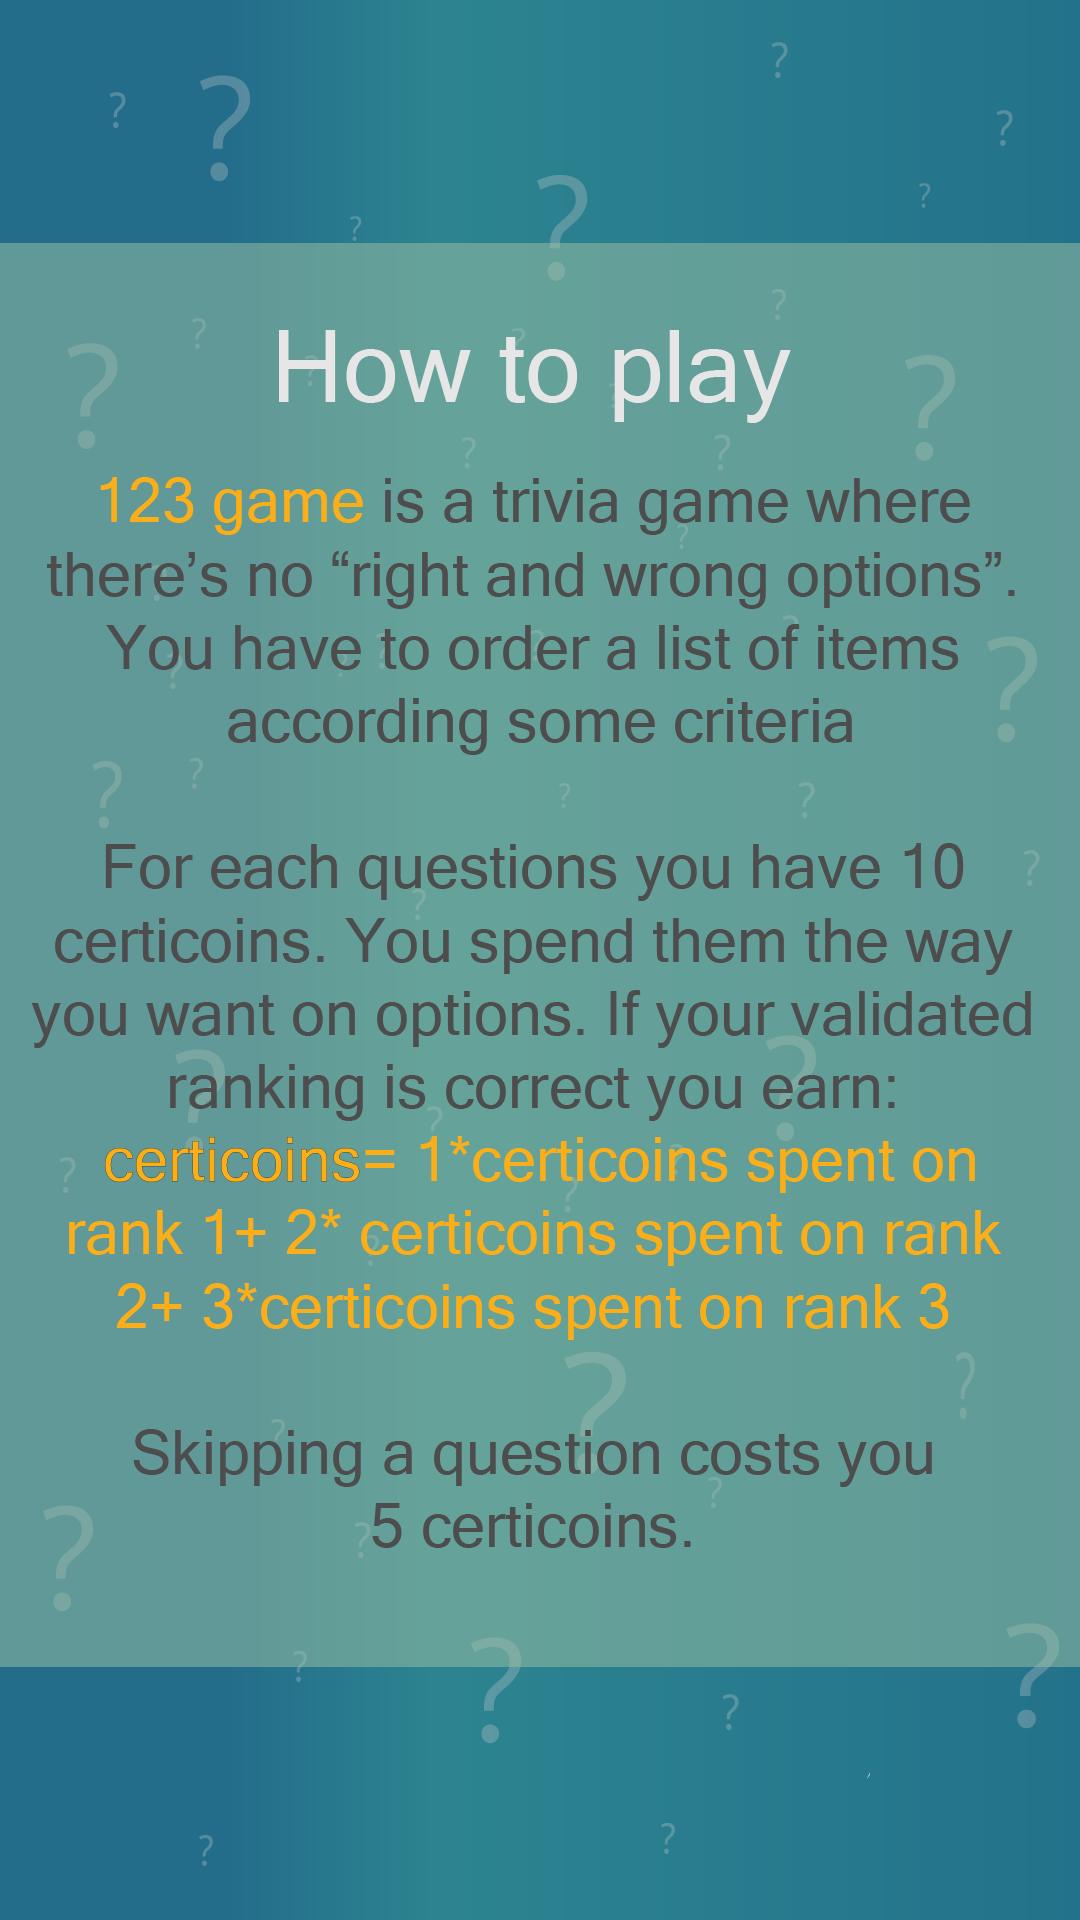 How to play
123 game is a trivia game where
there’s no “right and wrong options”.
You have to order a list of items
according some criteria
For each questions you have 10
certicoins. You spend them the way
you want on options. If your validated
ranking is correct you earn:
certicoins= 1*certicoins spent on
rank 1+ 2* certicoins spent on rank
2+ 3*certicoins spent on rank 3
Skipping a question costs you
5 certicoins.